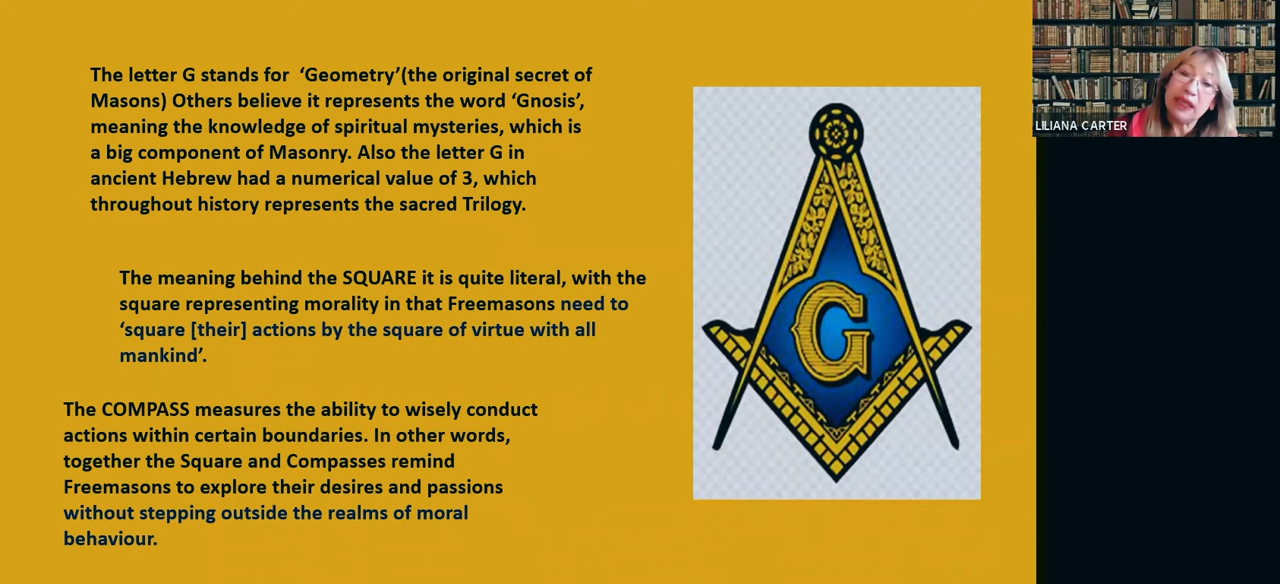 The letter G stands for  ‘Geometry’(the original secret of
Masons) Others believe it represents the word ‘Gnosis’,
meaning the knowledge of spiritual mysteries, which is
a big component of Masonry. Also the letter G in
ancient Hebrew had a numerical value of 3, which
throughout history represents the sacred Trilogy.
The meaning behind the SQUARE it is quite literal, with the
square representing morality in that Freemasons need to
‘square [their] actions by the square of virtue with all
mankind’.
The COMPASS measures the ability to wisely conduct
actions within certain boundaries. In other words,
together the Square and Compasses remind
Freemasons to explore their desires and passions
without stepping outside the realms of moral
behaviour.
G
LILIANA CARTER